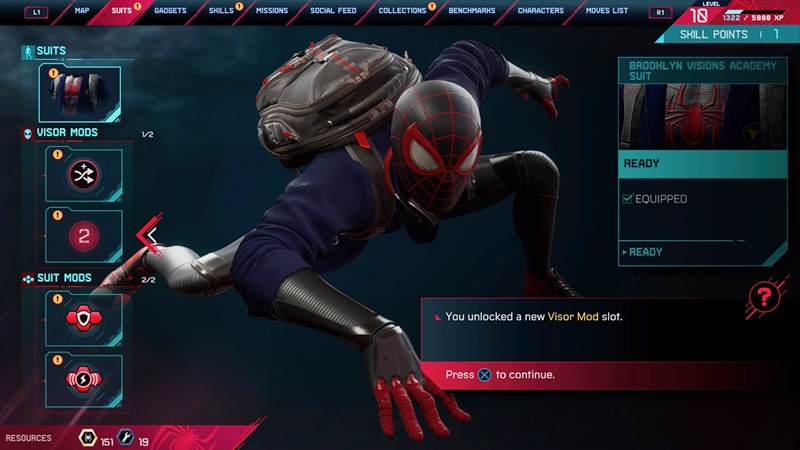 L1
MAP
SUITS
GADGETS
SKILLS
MISSIONS
SOCIAL FEED
COLLECTIONS
BENCHMARKS
CHARACTERS
MOVES LIST
R1
LEVEL
10
1322 / 5000 XP
SKILL POINTS | 1
SUITS
VISOR MODS 1/2
2
SUIT MODS 2/2
BROOKLYN VISIONS ACADEMY
SUIT
READY
EQUIPPED
READY
?
You unlocked a new Visor Mod slot.
Press to continue.
RESOURCES 151 19